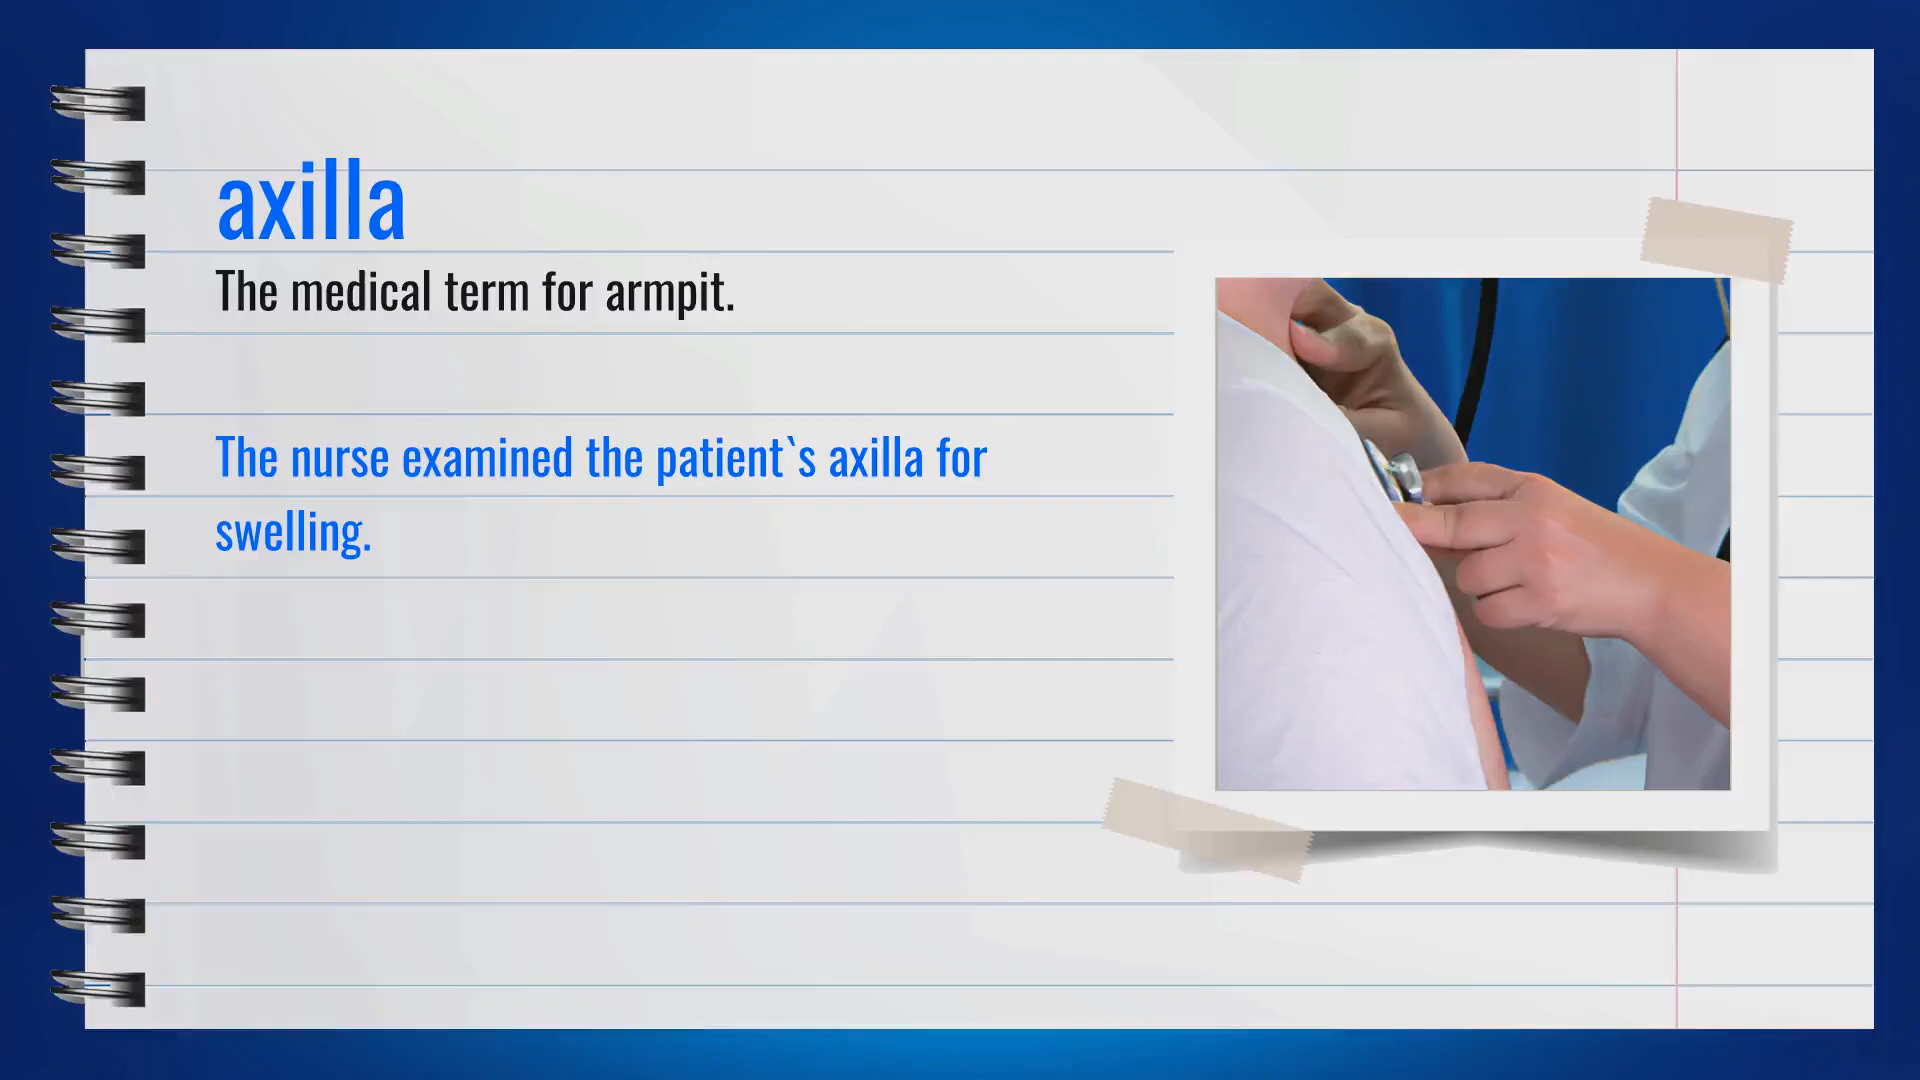 axilla
The medical term for armpit.
The nurse examined the patient`s axilla for
swelling.